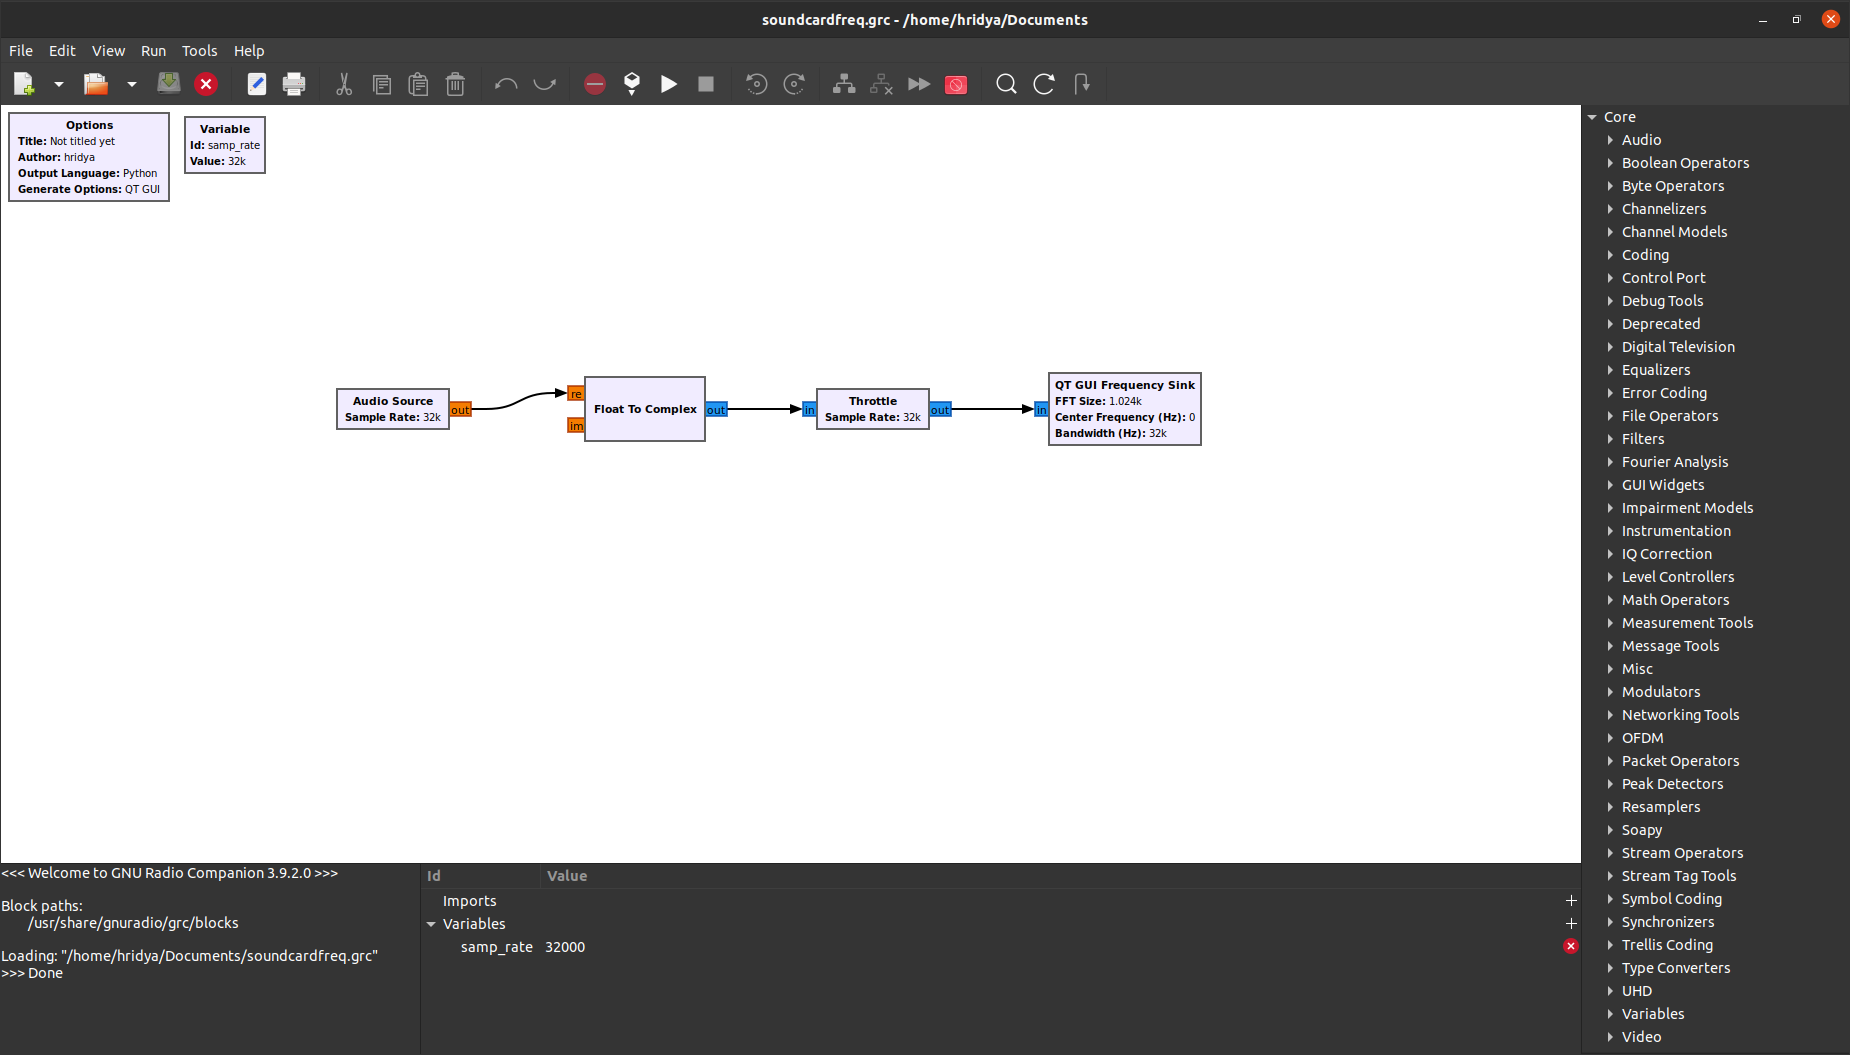 soundcardfreq.grc - /home/hridya/Documents
File Edit View Run Tools Help
Options
Title: Not titled yet
Author: hridya
Output Language: Python
Generate Options: QT GUI
Variable
Id: samp_rate
Value: 32k
Audio Source
Sample Rate: 32k
out
re
im
Float To Complex
out
in
Throttle
Sample Rate: 32k
out
in
QT GUI Frequency Sink
FFT Size: 1.024k
Center Frequency (Hz): 0
Bandwidth (Hz): 32k
Core
Audio
Boolean Operators
Byte Operators
Channelizers
Channel Models
Coding
Control Port
Debug Tools
Deprecated
Digital Television
Equalizers
Error Coding
File Operators
Filters
Fourier Analysis
GUI Widgets
Impairment Models
Instrumentation
IQ Correction
Level Controllers
Math Operators
Measurement Tools
Message Tools
Misc
Modulators
Networking Tools
OFDM
Packet Operators
Peak Detectors
Resamplers
Soapy
Stream Operators
Stream Tag Tools
Symbol Coding
Synchronizers
Trellis Coding
Type Converters
UHD
Variables
Video
<<< Welcome to GNU Radio Companion 3.9.2.0 >>>
Block paths:
/usr/share/gnuradio/grc/blocks
Loading: "/home/hridya/Documents/soundcardfreq.grc"
>>> Done
Id Value
Imports
Variables
samp_rate 32000